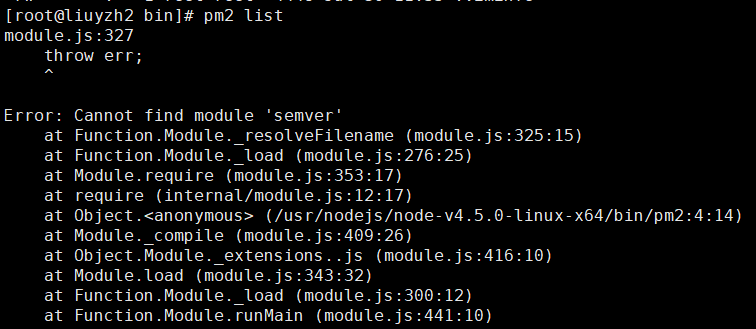 [root@liuyzh2 bin]# pm2 list
module.js:327
    throw err;
    ^
Error: Cannot find module 'semver'
    at Function.Module._resolveFilename (module.js:325:15)
    at Function.Module._load (module.js:276:25)
    at Module.require (module.js:353:17)
    at require (internal/module.js:12:17)
    at Object.<anonymous> (/usr/nodejs/node-v4.5.0-linux-x64/bin/pm2:4:14)
    at Module._compile (module.js:409:26)
    at Object.Module._extensions..js (module.js:416:10)
    at Module.load (module.js:343:32)
    at Function.Module._load (module.js:300:12)
    at Function.Module.runMain (module.js:441:10)